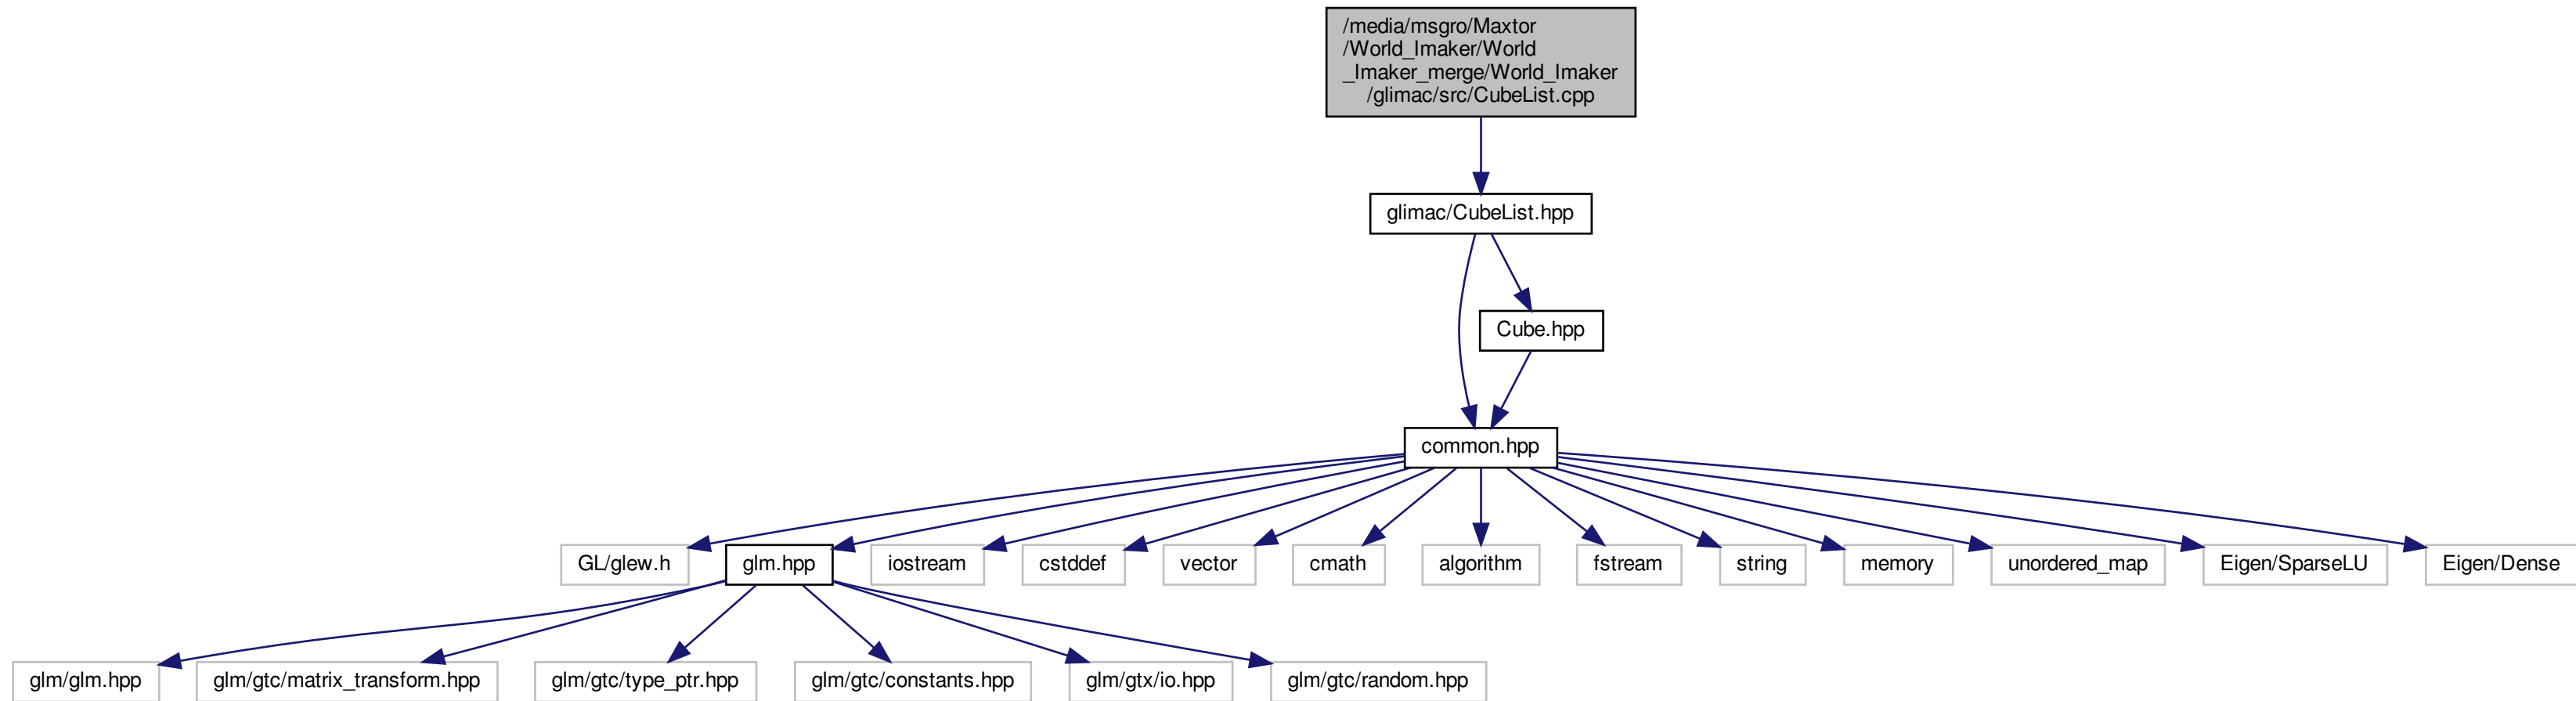 /media/msgro/Maxtor
/World_Imaker/World
_Imaker_merge/World_Imaker
/glimac/src/CubeList.cpp
glimac/CubeList.hpp
Cube.hpp
common.hpp
GL/glew.h
glm.hpp
iostream
cstddef
vector
cmath
algorithm
fstream
string
memory
unordered_map
Eigen/SparseLU
Eigen/Dense
glm/glm.hpp
glm/gtc/matrix_transform.hpp
glm/gtc/type_ptr.hpp
glm/gtc/constants.hpp
glm/gtx/io.hpp
glm/gtc/random.hpp